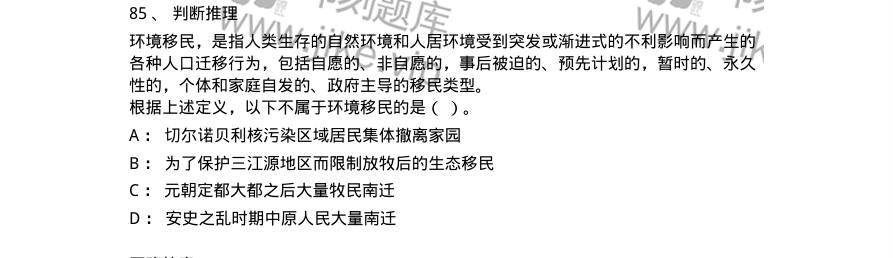 刻题库
www.jike.vip
www.jik
85 、 判断推理
环境移民，是指人类生存的自然环境和人居环境受到突发或渐进式的不利影响而产生的
各种人口迁移行为，包括自愿的、非自愿的，事后被迫的、预先计划的，暂时的、永久
性的，个体和家庭自发的、政府主导的移民类型。
根据上述定义，以下不属于环境移民的是（ ）。
A： 切尔诺贝利核污染区域居民集体撤离家园
B： 为了保护三江源地区而限制放牧后的生态移民
C： 元朝定都大都之后大量牧民南迁
D： 安史之乱时期中原人民大量南迁